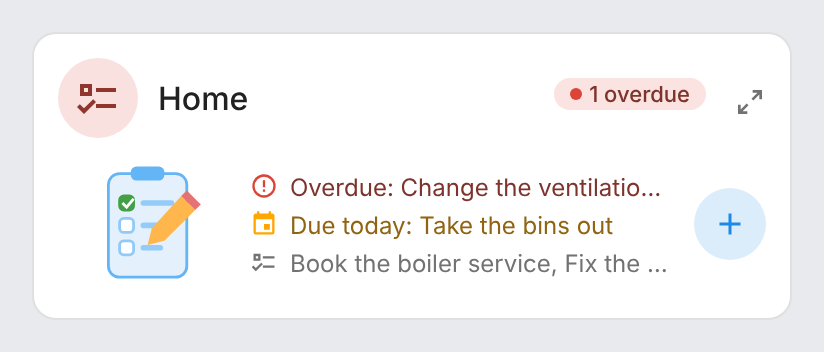 Home
1 overdue
Overdue: Change the ventilatio...
Due today: Take the bins out
Book the boiler service, Fix the ...